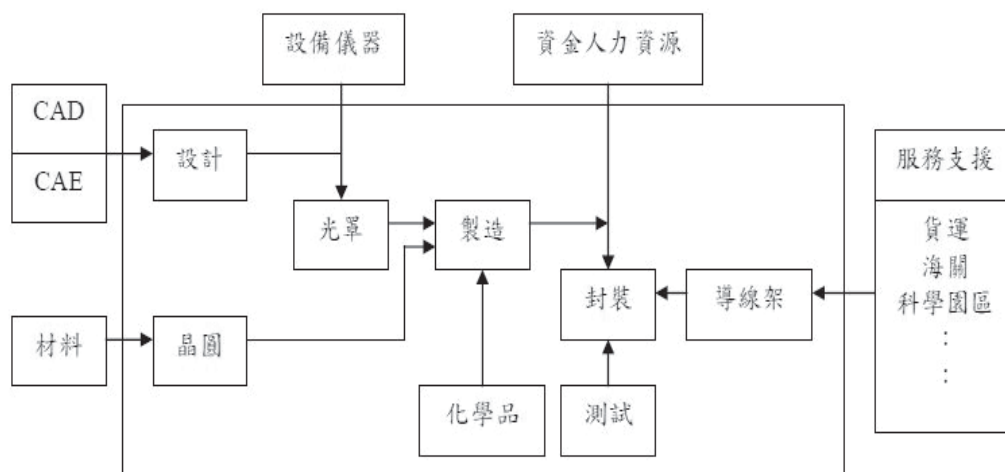 設備儀器
資金人力資源
CAD
CAE
設計
服務支援
光罩
製造
貨運
海關
科學園區
:
:
封裝
導線架
材料
晶圓
化學品
測試